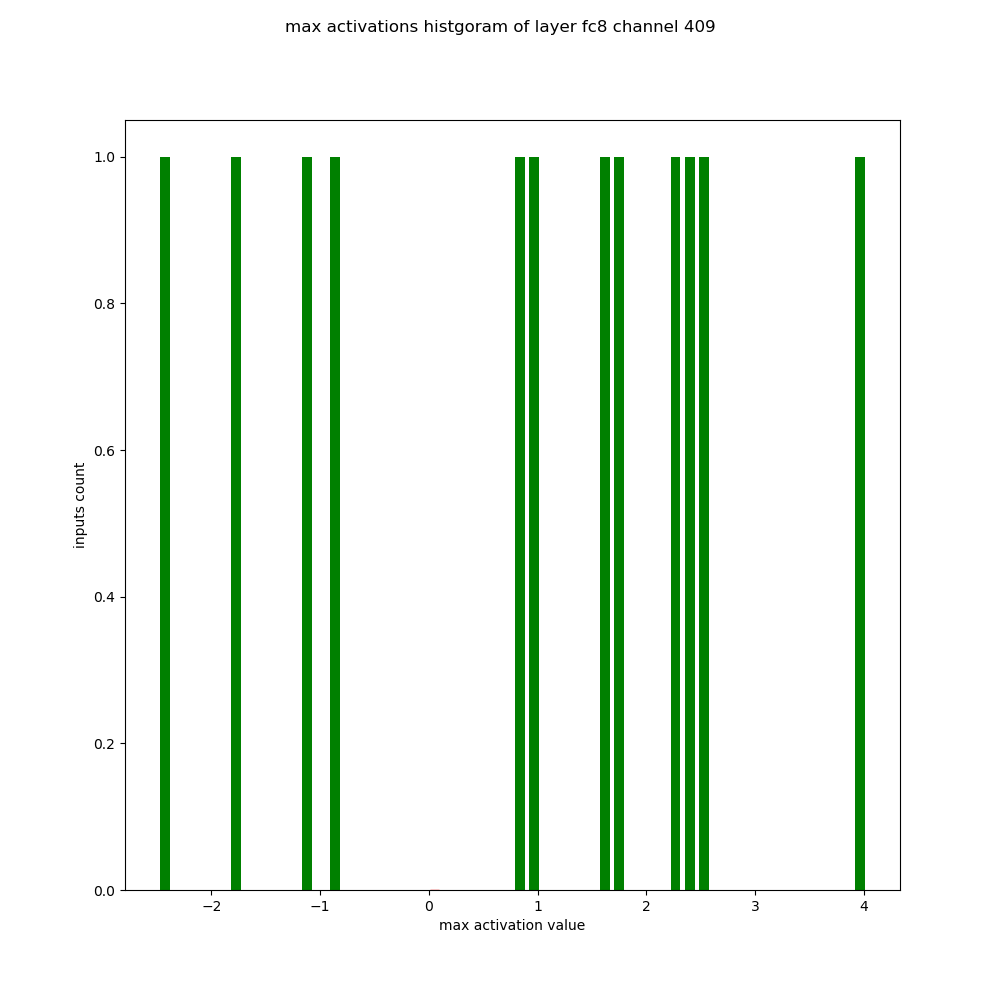 max activations histgoram of layer fc8 channel 409
1.0
0.8
0.6
0.4
0.2
0.0
inputs count
−2 −1 0 1 2 3 4
max activation value